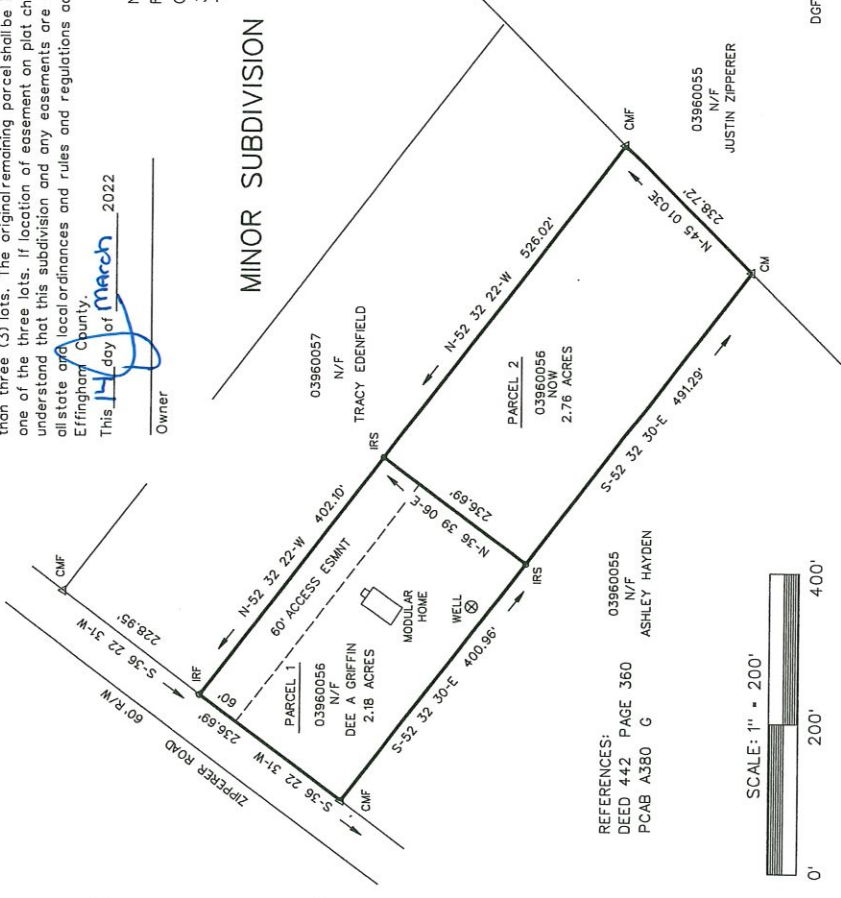 than three (3) lots. The original remaining parcel shall be
one of the three lots. If location of easement on plat ch
understand that this subdivision and any easements are
all state and local ordinances and rules and regulations ac
Effingham County.
This 14 day of March 2022
Owner
MINOR SUBDIVISION
CMF
S-36 22 31-W
228.95'
60' R/W
ZIPPERER ROAD
IRF
N-52 32 22-W 402.10'
60' ACCESS ESMNT
60'
236.69'
S-36 22 31-W
CMF
PARCEL 1
03960056
N/F
DEE A GRIFFIN
2.18 ACRES
MODULAR
HOME
WELL
S-52 32 30-E 400.96'
IRS
N-36 39 06-E
236.69'
IRS
03960057
N/F
TRACY EDENFIELD
N-52 32 22-W 526.02'
PARCEL 2
03960056
NOW
2.76 ACRES
S-52 32 30-E 491.29'
CMF
N-45 01 03E
238.72'
CM
03960055
N/F
JUSTIN ZIPPERER
DGF
REFERENCES:
DEED 442 PAGE 360
PCAB A380 G
03960055
N/F
ASHLEY HAYDEN
SCALE: 1" = 200'
0' 200' 400'